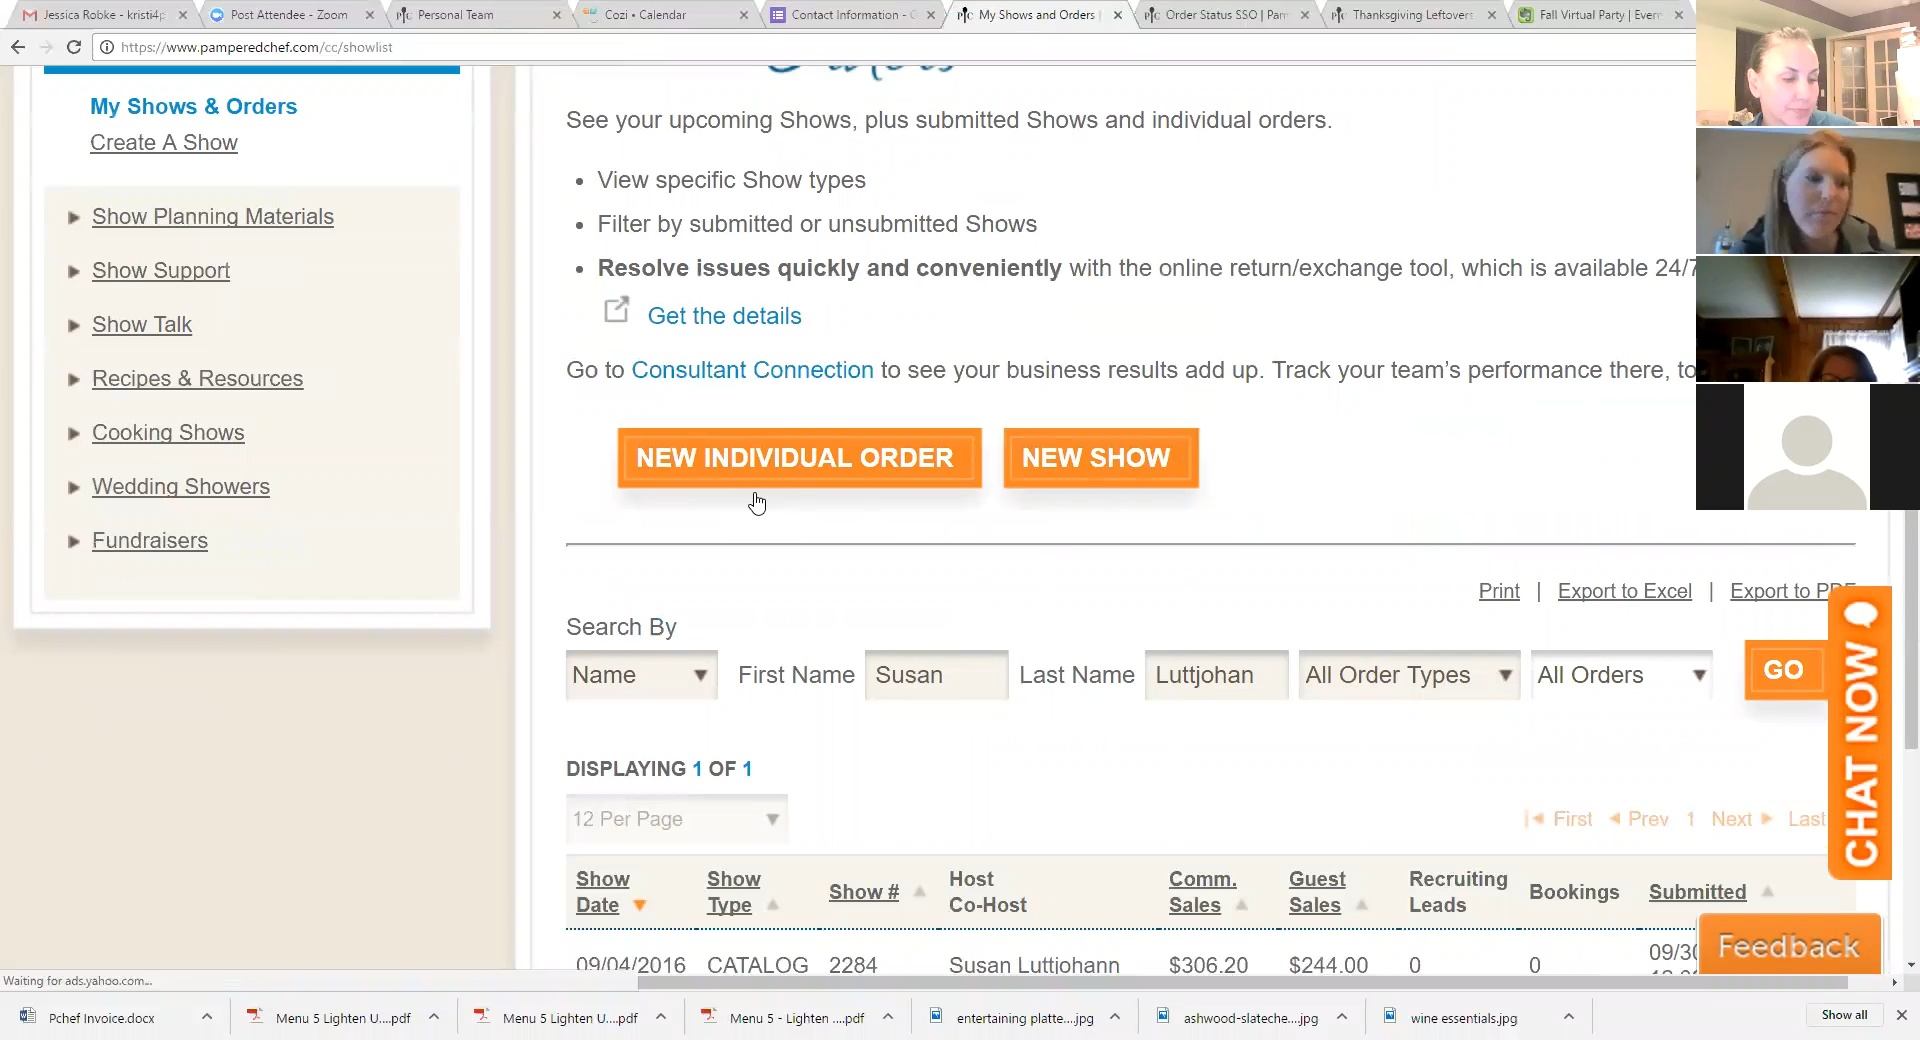 Jessica Robke - kristi4p
Post Attendee - Zoom
Personal Team
Cozi • Calendar
Contact Information - G
My Shows and Orders
Order Status SSO | Pam
Thanksgiving Leftovers
Fall Virtual Party | Ever
https://www.pamperedchef.com/cc/showlist
My Shows & Orders
Create A Show
Show Planning Materials
Show Support
Show Talk
Recipes & Resources
Cooking Shows
Wedding Showers
Fundraisers
See your upcoming Shows, plus submitted Shows and individual orders.
• View specific Show types
• Filter by submitted or unsubmitted Shows
• Resolve issues quickly and conveniently with the online return/exchange tool, which is available 24/7
Get the details
Go to Consultant Connection to see your business results add up. Track your team's performance there, to
NEW INDIVIDUAL ORDER NEW SHOW
Print | Export to Excel | Export to PDF
Search By
Name First Name Susan Last Name Luttjohan All Order Types All Orders GO
CHAT NOW
DISPLAYING 1 OF 1
12 Per Page First Prev 1 Next Last
Show Date Show Type Show # Host Co-Host Comm. Sales Guest Sales Recruiting Leads Bookings Submitted
09/04/2016 CATALOG 2284 Susan Luttjohann $306.20 $244.00 0 0 09/30
Feedback
Waiting for ads.yahoo.com...
Pchef Invoice.docx
Menu 5 Lighten U....pdf
Menu 5 Lighten U....pdf
Menu 5 - Lighten ....pdf
entertaining platte....jpg
ashwood-slateche....jpg
wine essentials.jpg
Show all